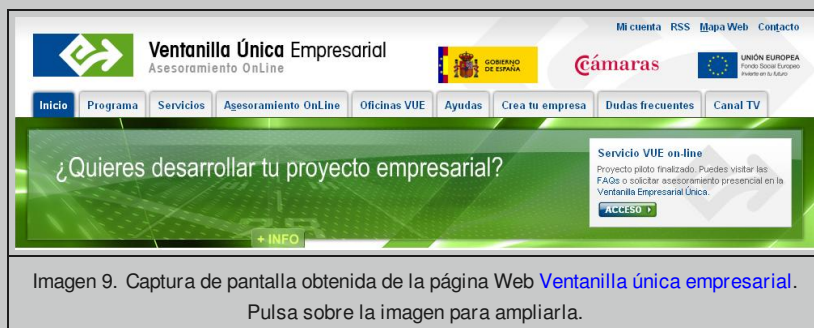 Mi cuenta RSS Mapa Web Contacto
Ventanilla Única Empresarial
Asesoramiento OnLine
GOBIERNO
DE ESPAÑA
Cámaras
UNIÓN EUROPEA
Fondo Social Europeo
Invierte en tu futuro
Inicio Programa Servicios Asesoramiento OnLine Oficinas VUE Ayudas Crea tu empresa Dudas frecuentes Canal TV
¿Quieres desarrollar tu proyecto empresarial?
+ INFO
Servicio VUE on-line
Proyecto piloto finalizado. Puedes visitar las
FAQs o solicitar asesoramiento presencial en la
Ventanilla Empresarial Única.
ACCESO
Imagen 9. Captura de pantalla obtenida de la página Web Ventanilla única empresarial.
Pulsa sobre la imagen para ampliarla.